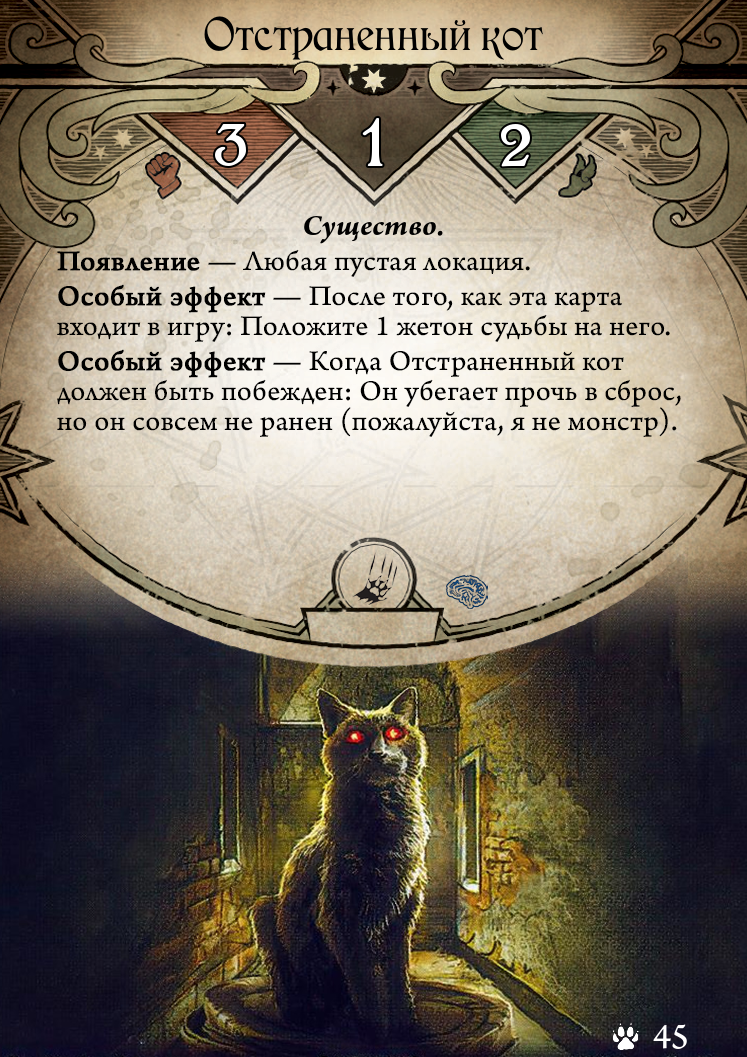 Отстраненный кот
3 1 2
Существо.
Появление — Любая пустая локация.
Особый эффект — После того, как эта карта
входит в игру: Положите 1 жетон судьбы на него.
Особый эффект — Когда Отстраненный кот
должен быть побежден: Он убегает прочь в сброс,
но он совсем не ранен (пожалуйста, я не монстр).
45